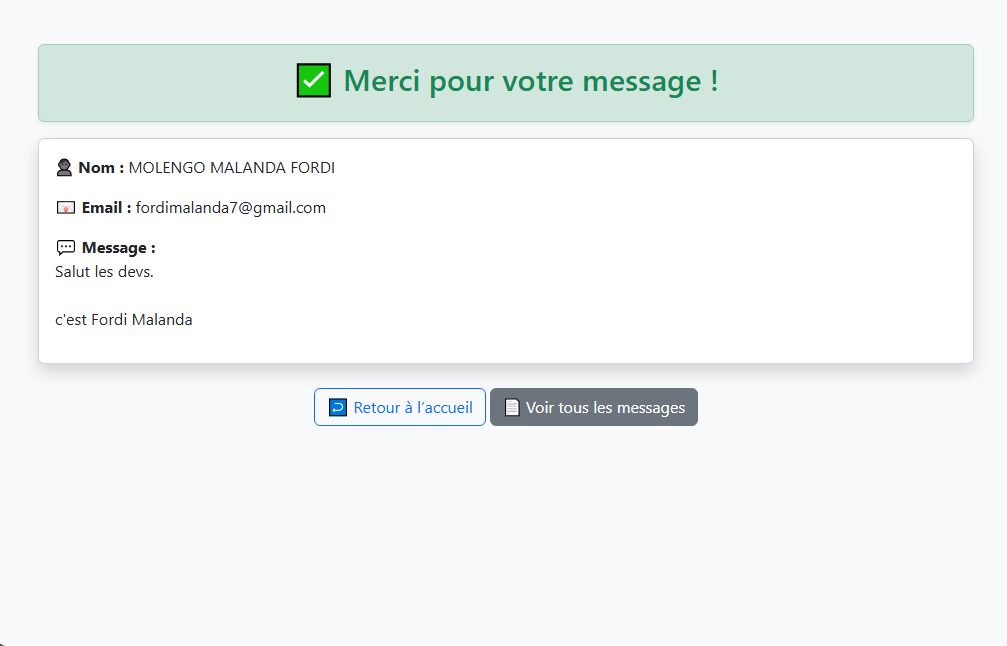 ✅ Merci pour votre message !
👤 Nom : MOLENGO MALANDA FORDI
📧 Email : fordimalanda7@gmail.com
💬 Message :
Salut les devs.
c'est Fordi Malanda
Retour à l’accueil
Voir tous les messages